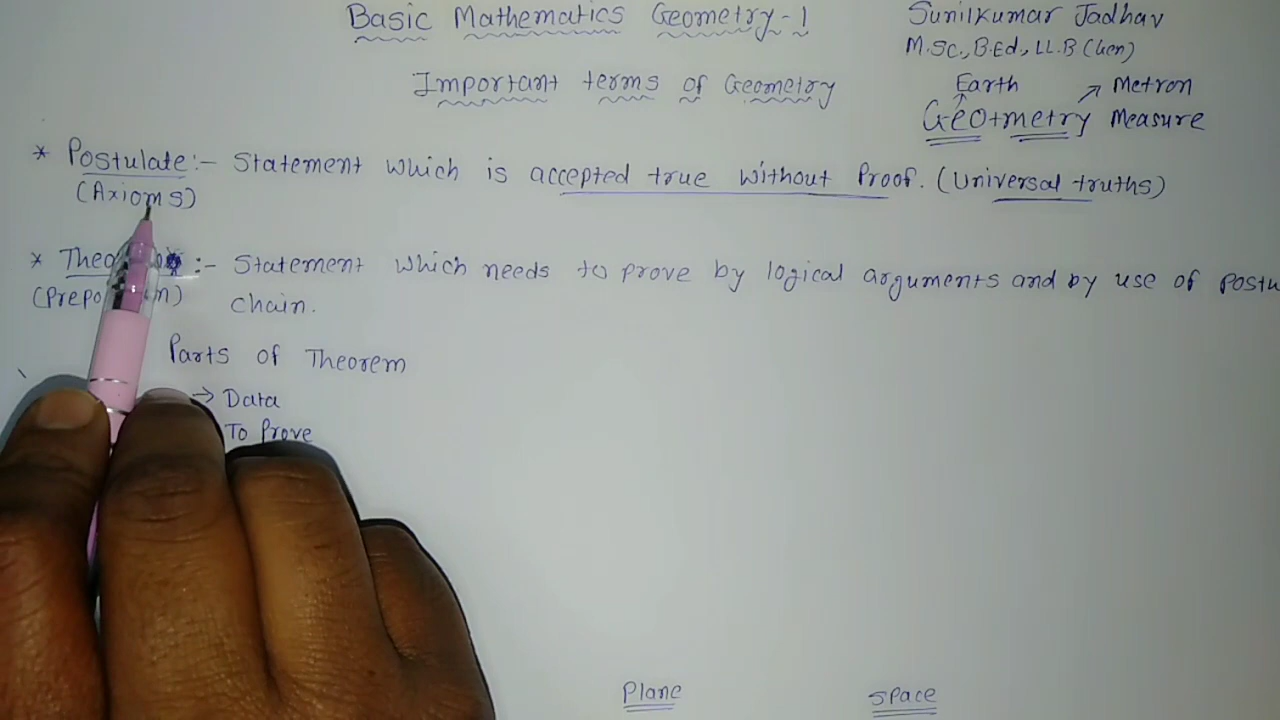 Basic Mathematics Geometry-1
Sunilkumar Jadhav
M.Sc., B.Ed., LL.B (Gen)
Important terms of Geometry
Earth Metron
GEO+metry Measure
* Postulate :- Statement which is accepted true without Proof. (Universal truths)
(Axioms)
* :- Statement which needs to prove by logical arguments and by use of
chain.
Parts of Theorem
→ Data
To Prove
Plane Space